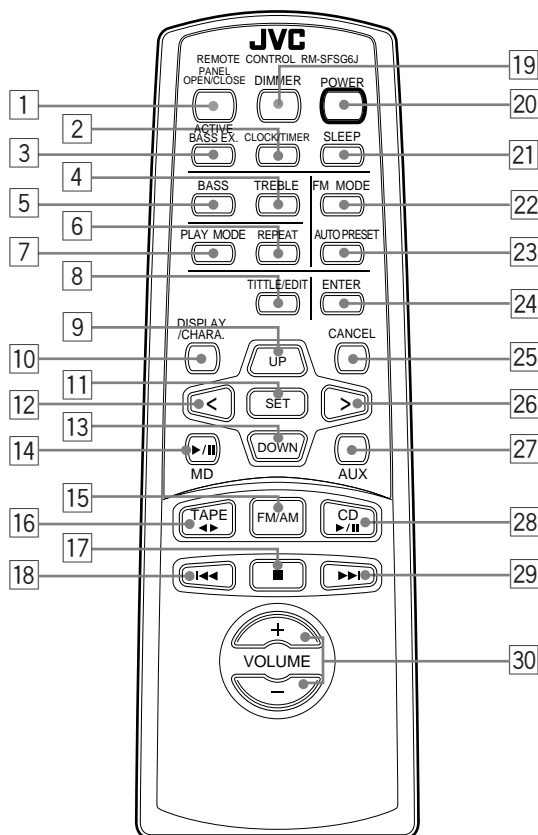 JVC
REMOTE CONTROL RM-SFSG6J
PANEL
OPEN/CLOSE DIMMER POWER
ACTIVE
BASS EX. CLOCK/TIMER SLEEP
BASS TREBLE FM MODE
PLAY MODE REPEAT AUTO PRESET
TITTLE/EDIT ENTER
DISPLAY
/CHARA. CANCEL
UP
< SET >
DOWN
MD AUX
TAPE FM/AM CD
◀▶ ▶/II
I◀◀ ■ ▶▶I
+
VOLUME
–
1
2
3
4
5
6
7
8
9
10
11
12
13
14
15
16
17
18
19
20
21
22
23
24
25
26
27
28
29
30